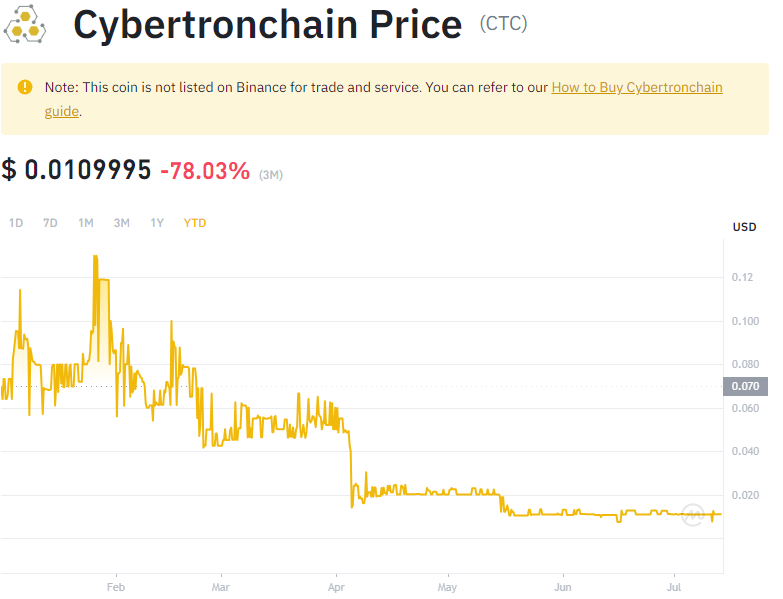 Cybertronchain Price (CTC)
Note: This coin is not listed on Binance for trade and service. You can refer to our How to Buy Cybertronchain
guide.
$ 0.0109995 -78.03% (3M)
1D 7D 1M 3M 1Y YTD
USD
0.12
0.100
0.080
0.070
0.060
0.040
0.020
Feb Mar Apr May Jun Jul